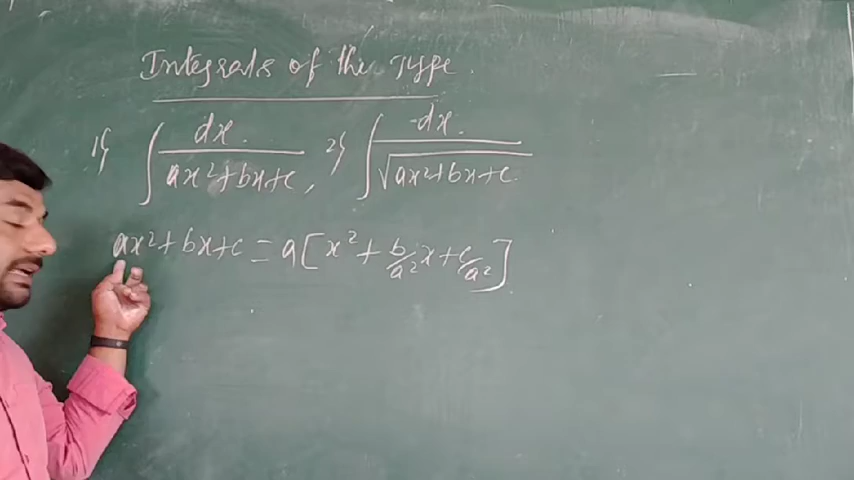 Integrals of the Type
1) ∫ dx / (ax²+bx+c), 2) ∫ dx / √(ax²+bx+c)
ax²+bx+c = a[x² + b/a² x + c/a²]